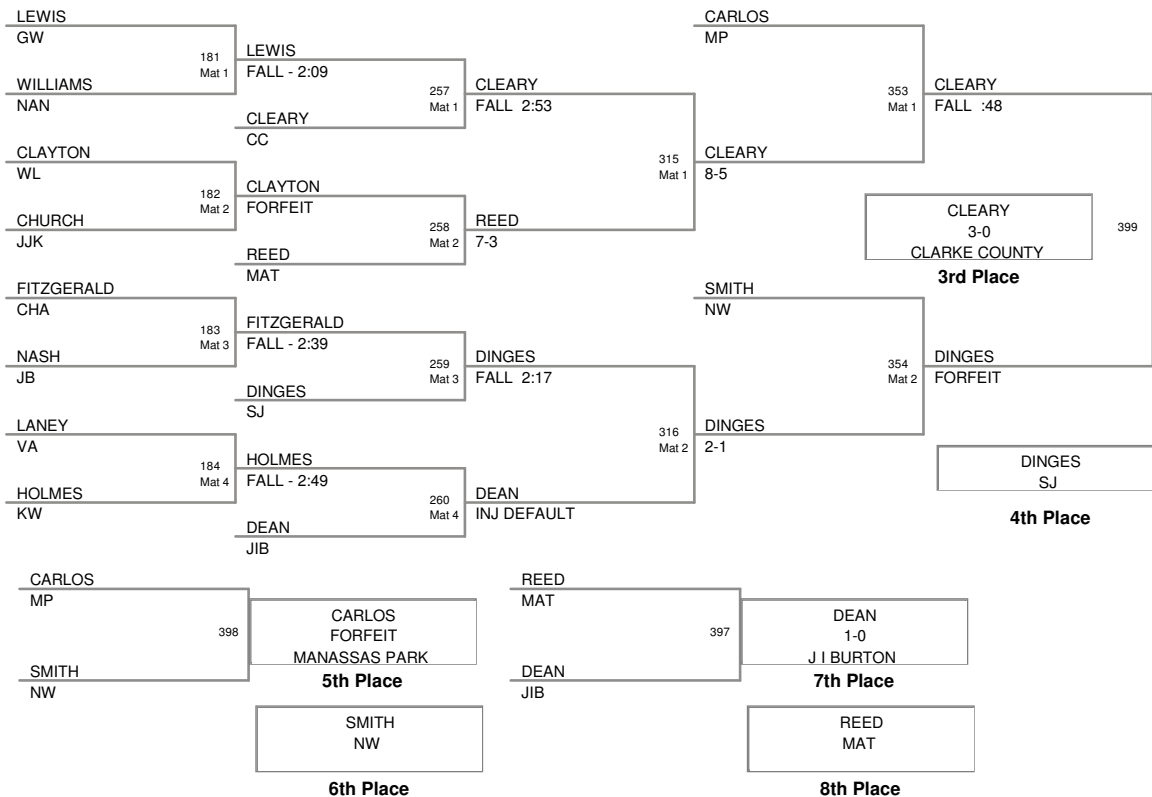 LEWIS
GW
181
Mat 1
WILLIAMS
NAN
LEWIS
FALL - 2:09
257
Mat 1
CLEARY
CC
CLEARY
FALL  2:53
CLAYTON
WL
182
Mat 2
CHURCH
JJK
CLAYTON
FORFEIT
258
Mat 2
REED
MAT
REED
7-3
315
Mat 1
CLEARY
8-5
CARLOS
MP
353
Mat 1
CLEARY
FALL  :48
FITZGERALD
CHA
183
Mat 3
NASH
JB
FITZGERALD
FALL - 2:39
259
Mat 3
DINGES
SJ
DINGES
FALL  2:17
LANEY
VA
184
Mat 4
HOLMES
KW
HOLMES
FALL - 2:49
260
Mat 4
DEAN
JIB
DEAN
INJ DEFAULT
316
Mat 2
DINGES
2-1
SMITH
NW
354
Mat 2
DINGES
FORFEIT
399
CLEARY
3-0
CLARKE COUNTY
3rd Place
DINGES
SJ
4th Place
CARLOS
MP
398
SMITH
NW
CARLOS
FORFEIT
MANASSAS PARK
5th Place
SMITH
NW
6th Place
REED
MAT
397
DEAN
JIB
DEAN
1-0
J I BURTON
7th Place
REED
MAT
8th Place